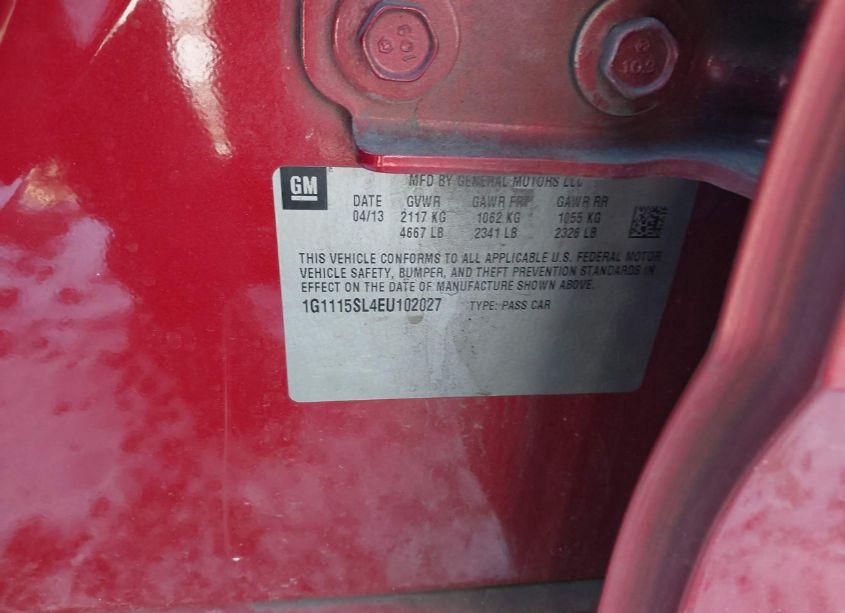 10.9
GM
MFD BY GENERAL MOTORS LLC
DATE GVWR GAWR FRT GAWR RR
04/13 2117 KG 1062 KG 1055 KG
4667 LB 2341 LB 2326 LB
THIS VEHICLE CONFORMS TO ALL APPLICABLE U.S. FEDERAL MOTOR
VEHICLE SAFETY, BUMPER, AND THEFT PREVENTION STANDARDS IN
EFFECT ON THE DATE OF MANUFACTURE SHOWN ABOVE.
1G1115SL4EU102027 TYPE: PASS CAR